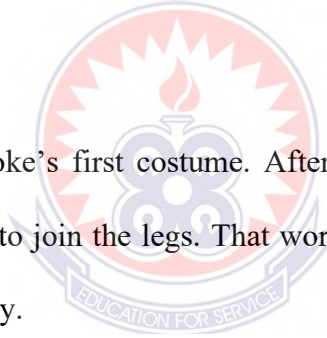 oke's first costume. After
to join the legs. That wor
y.
EDUCATION FOR SERVICE